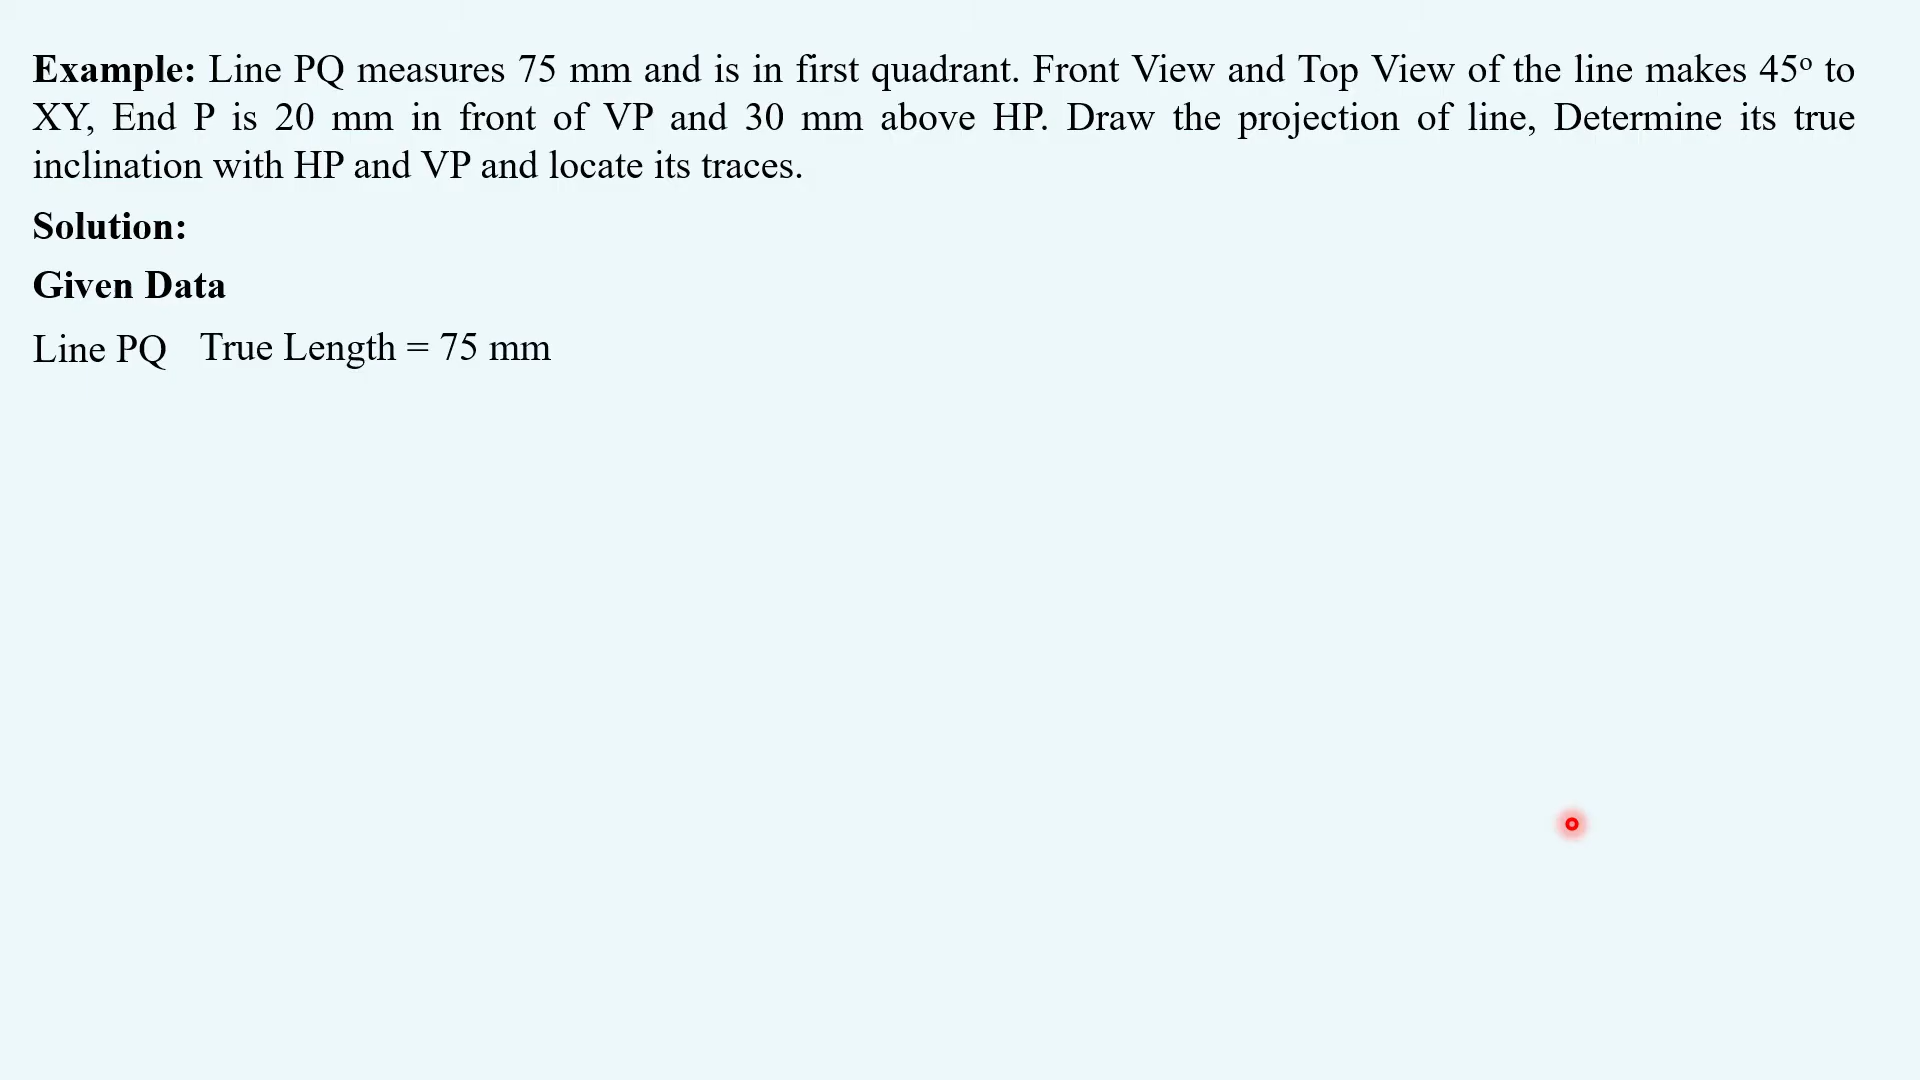 Example: Line PQ measures 75 mm and is in first quadrant. Front View and Top View of the line makes 45º to
XY, End P is 20 mm in front of VP and 30 mm above HP. Draw the projection of line, Determine its true
inclination with HP and VP and locate its traces.
Solution:
Given Data
Line PQ True Length = 75 mm